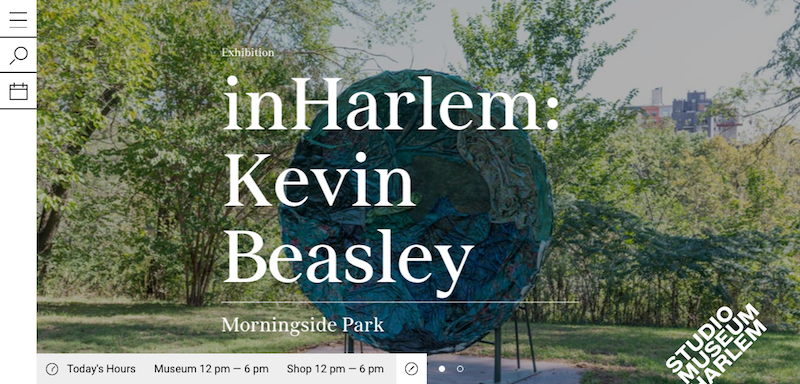 Exhibition
inHarlem:
Kevin
Beasley
Morningside Park
Today's Hours Museum 12 pm — 6 pm Shop 12 pm — 6 pm
STUDIO
MUSEUM
HARLEM